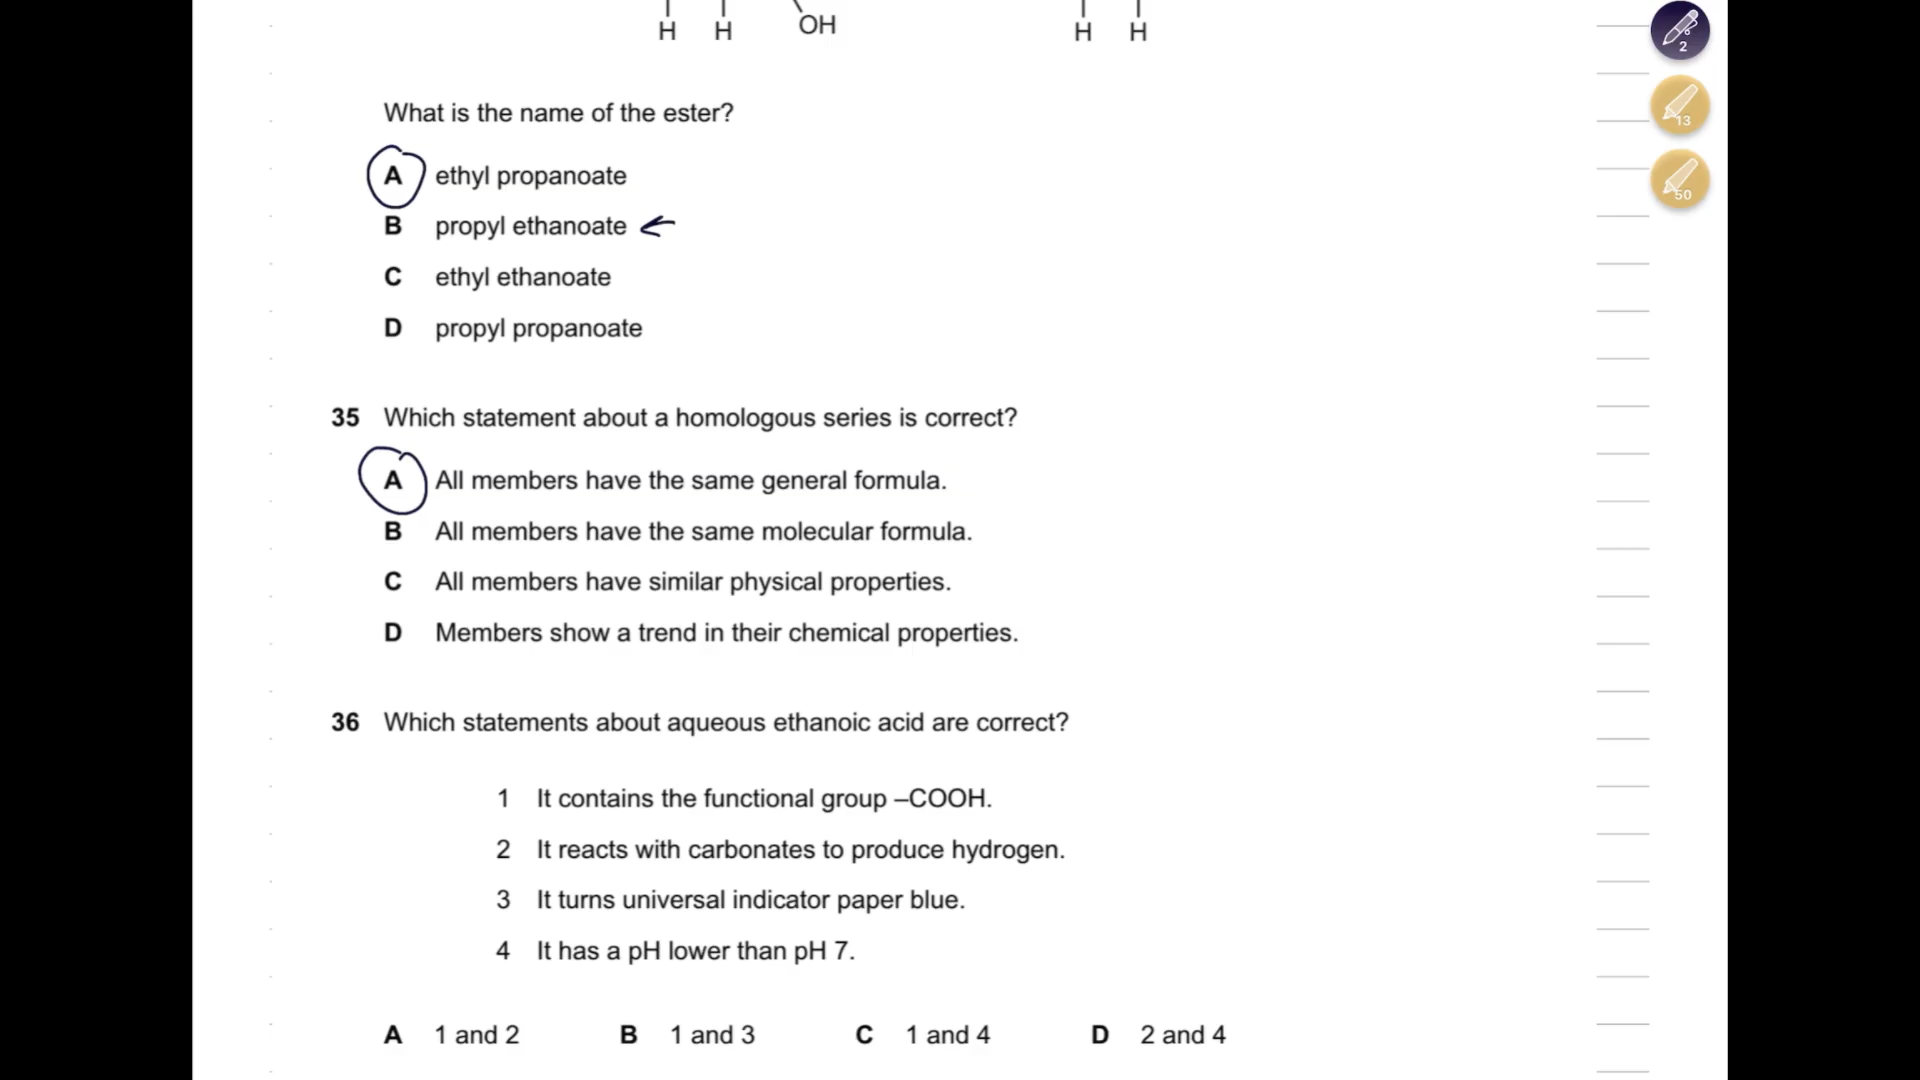 H H OH H H
What is the name of the ester?
A ethyl propanoate
B propyl ethanoate
C ethyl ethanoate
D propyl propanoate
35 Which statement about a homologous series is correct?
A All members have the same general formula.
B All members have the same molecular formula.
C All members have similar physical properties.
D Members show a trend in their chemical properties.
36 Which statements about aqueous ethanoic acid are correct?
1 It contains the functional group –COOH.
2 It reacts with carbonates to produce hydrogen.
3 It turns universal indicator paper blue.
4 It has a pH lower than pH 7.
A 1 and 2 B 1 and 3 C 1 and 4 D 2 and 4
2
13
50